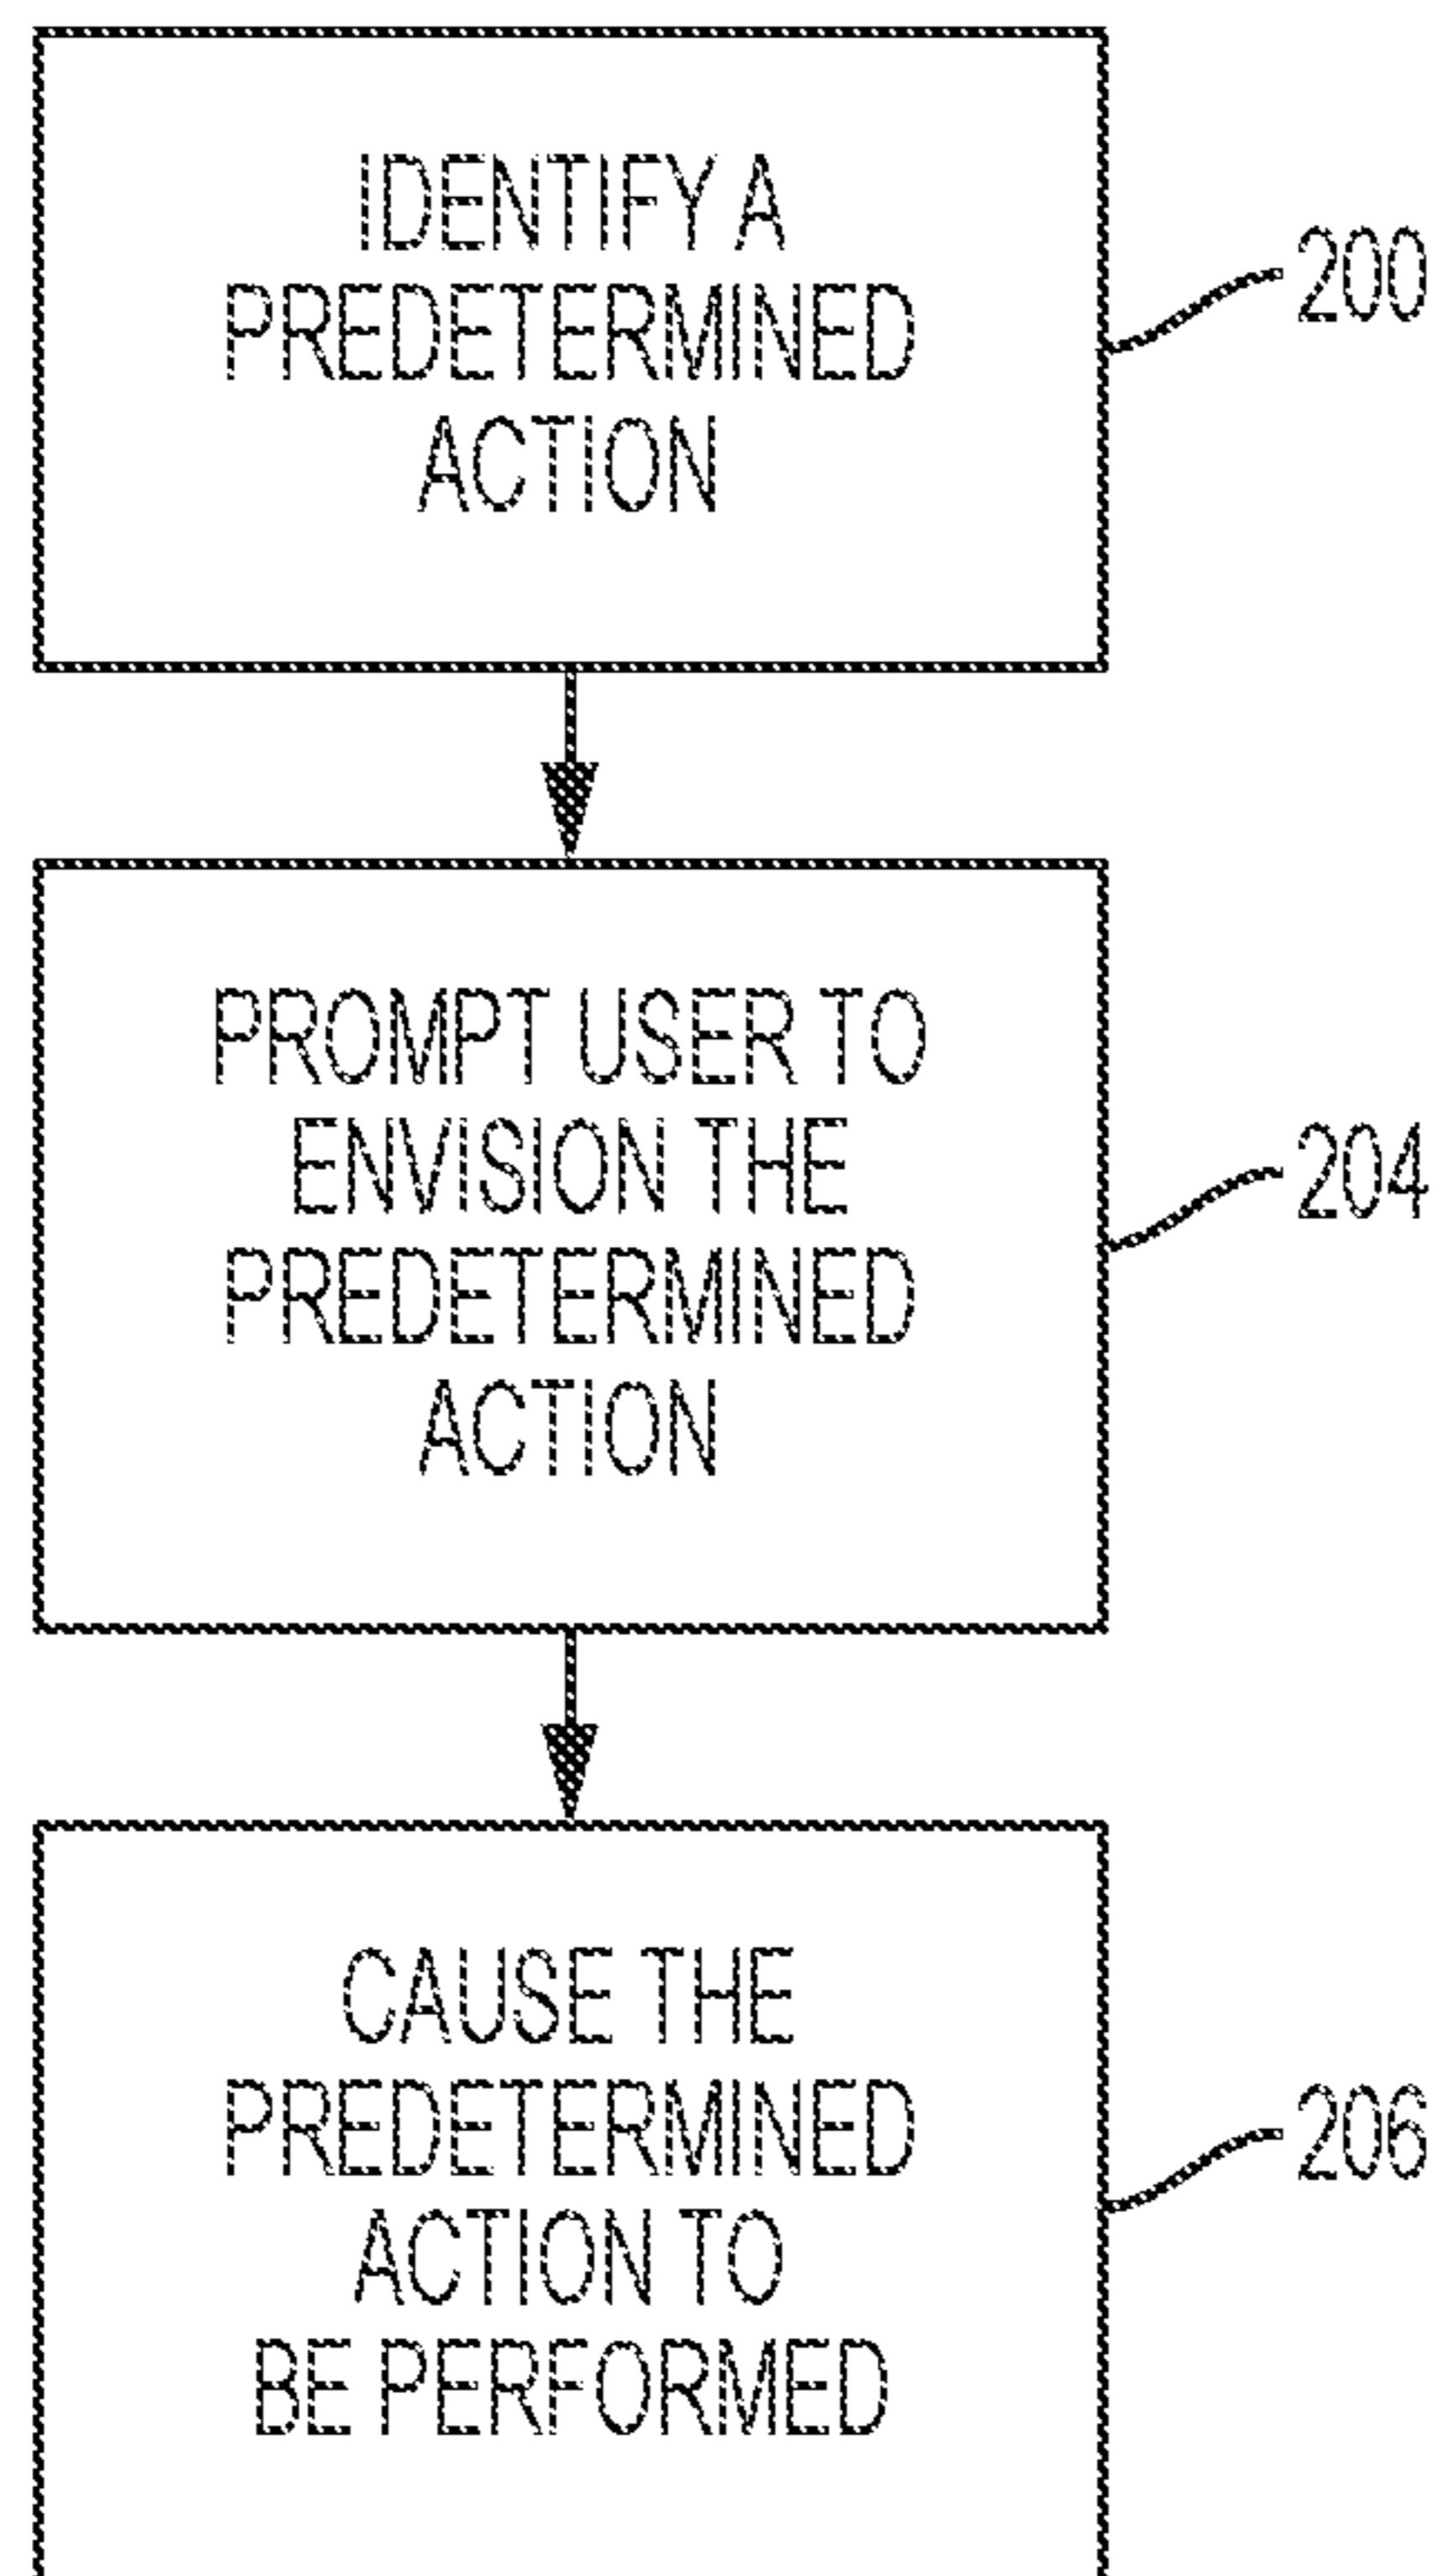 IDENTIFY A
PREDETERMINED
ACTION
200
PROMPT USER TO
ENVISION THE
PREDETERMINED
ACTION
204
CAUSE THE
PREDETERMINED
ACTION TO
BE PERFORMED
206